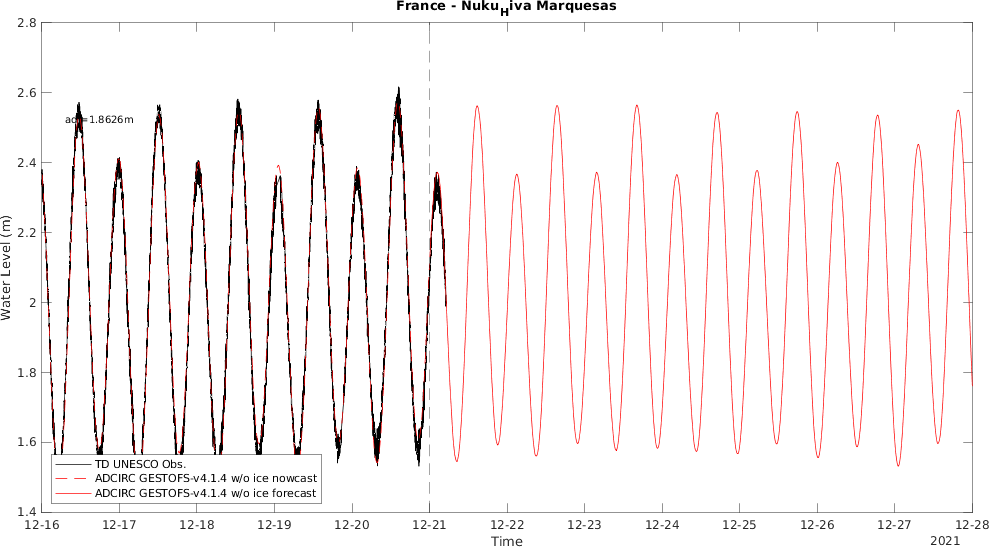 France - Nuku_Hiva Marquesas
2.8
2.6
2.4
2.2
2
1.8
1.6
1.4
Water Level (m)
=1.8626m
TD UNESCO Obs.
ADCIRC GESTOFS-v4.1.4 w/o ice nowcast
ADCIRC GESTOFS-v4.1.4 w/o ice forecast
12-16 12-17 12-18 12-19 12-20 12-21 12-22 12-23 12-24 12-25 12-26 12-27 12-28
Time
2021